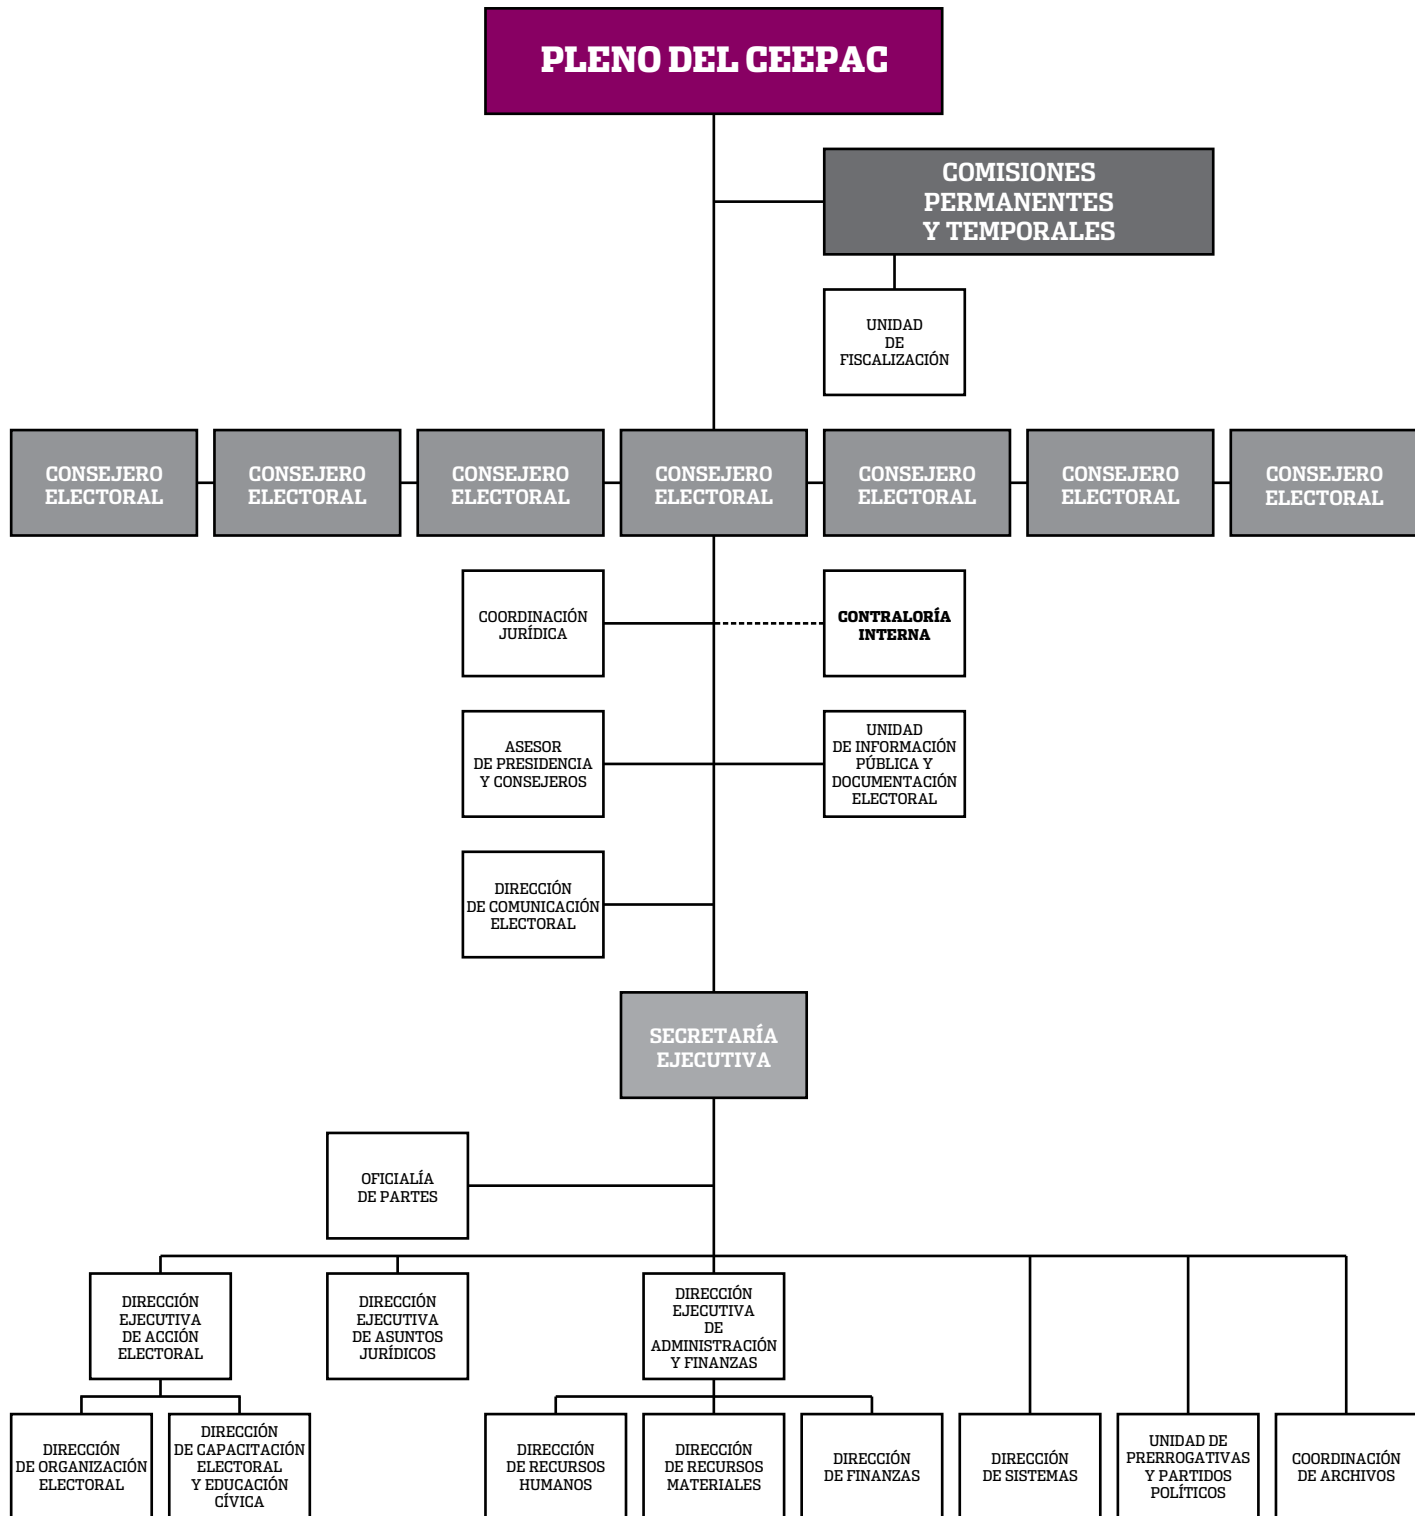 PLENO DEL CEEPAC
COMISIONES
PERMANENTES
Y TEMPORALES
UNIDAD
DE
FISCALIZACIÓN
CONSEJERO
ELECTORAL
CONSEJERO
ELECTORAL
CONSEJERO
ELECTORAL
CONSEJERO
ELECTORAL
CONSEJERO
ELECTORAL
CONSEJERO
ELECTORAL
CONSEJERO
ELECTORAL
COORDINACIÓN
JURÍDICA
CONTRALORÍA
INTERNA
ASESOR
DE PRESIDENCIA
Y CONSEJEROS
UNIDAD
DE INFORMACIÓN
PÚBLICA Y
DOCUMENTACIÓN
ELECTORAL
DIRECCIÓN
DE COMUNICACIÓN
ELECTORAL
SECRETARÍA
EJECUTIVA
OFICIALÍA
DE PARTES
DIRECCIÓN
EJECUTIVA
DE ACCIÓN
ELECTORAL
DIRECCIÓN
EJECUTIVA
DE ASUNTOS
JURÍDICOS
DIRECCIÓN
EJECUTIVA
DE
ADMINISTRACIÓN
Y FINANZAS
DIRECCIÓN
DE ORGANIZACIÓN
ELECTORAL
DIRECCIÓN
DE CAPACITACIÓN
ELECTORAL
Y EDUCACIÓN
CÍVICA
DIRECCIÓN
DE RECURSOS
HUMANOS
DIRECCIÓN
DE RECURSOS
MATERIALES
DIRECCIÓN
DE FINANZAS
DIRECCIÓN
DE SISTEMAS
UNIDAD DE
PRERROGATIVAS
Y PARTIDOS
POLÍTICOS
COORDINACIÓN
DE ARCHIVOS